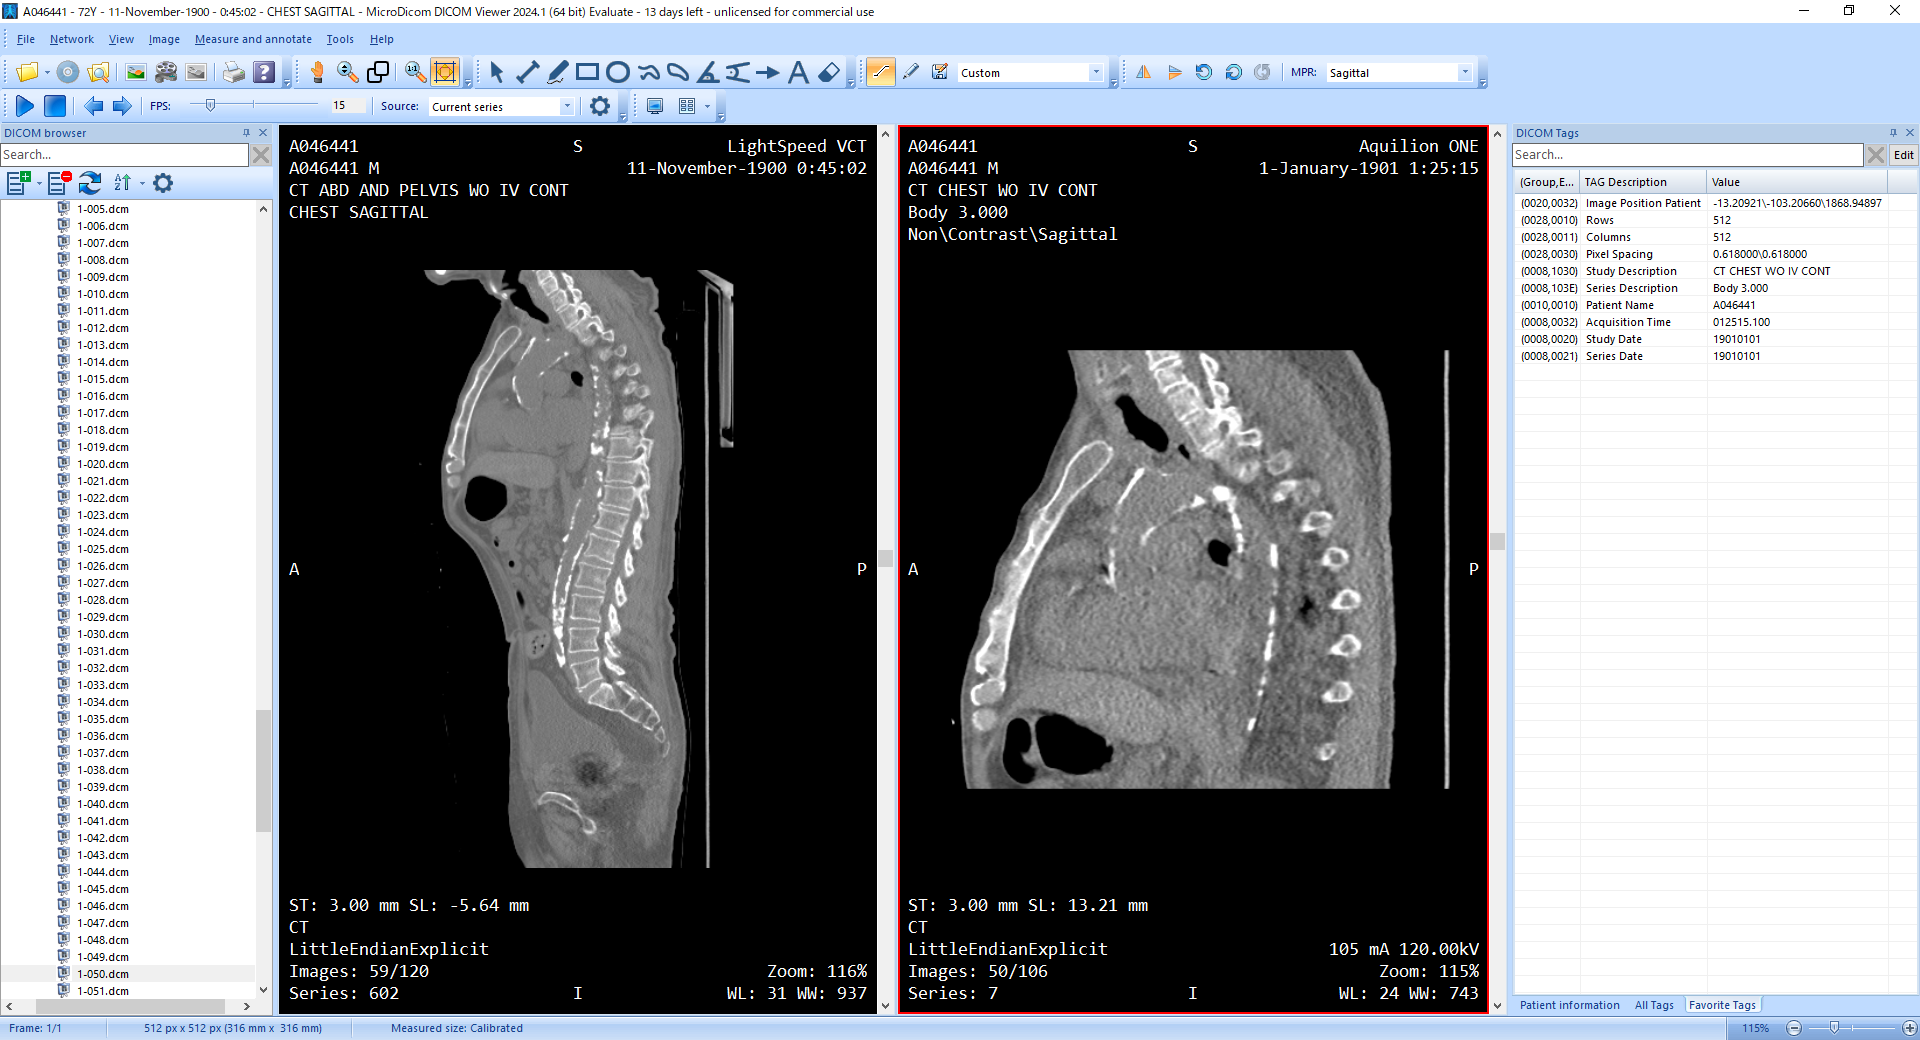 A046441 - 72Y - 11-November-1900 - 0:45:02 - CHEST SAGITTAL - MicroDicom DICOM Viewer 2024.1 (64 bit) Evaluate - 13 days left - unlicensed for commercial use
File Network View Image Measure and annotate Tools Help
1:1 Custom MPR: Sagittal
FPS: 15 Source: Current series
DICOM browser
Search...
1-005.dcm
1-006.dcm
1-007.dcm
1-008.dcm
1-009.dcm
1-010.dcm
1-011.dcm
1-012.dcm
1-013.dcm
1-014.dcm
1-015.dcm
1-016.dcm
1-017.dcm
1-018.dcm
1-019.dcm
1-020.dcm
1-021.dcm
1-022.dcm
1-023.dcm
1-024.dcm
1-025.dcm
1-026.dcm
1-027.dcm
1-028.dcm
1-029.dcm
1-030.dcm
1-031.dcm
1-032.dcm
1-033.dcm
1-034.dcm
1-035.dcm
1-036.dcm
1-037.dcm
1-038.dcm
1-039.dcm
1-040.dcm
1-041.dcm
1-042.dcm
1-043.dcm
1-044.dcm
1-045.dcm
1-046.dcm
1-047.dcm
1-048.dcm
1-049.dcm
1-050.dcm
1-051.dcm
A046441 S LightSpeed VCT
A046441 M 11-November-1900 0:45:02
CT ABD AND PELVIS WO IV CONT
CHEST SAGITTAL
A P
ST: 3.00 mm SL: -5.64 mm
CT
LittleEndianExplicit
Images: 59/120 Zoom: 116%
Series: 602 I WL: 31 WW: 937
A046441 S Aquilion ONE
A046441 M 1-January-1901 1:25:15
CT CHEST WO IV CONT
Body 3.000
Non\Contrast\Sagittal
A P
ST: 3.00 mm SL: 13.21 mm
CT
LittleEndianExplicit 105 mA 120.00kV
Images: 50/106 Zoom: 115%
Series: 7 I WL: 24 WW: 743
DICOM Tags
Search... Edit
(Group,E... TAG Description Value
(0020,0032) Image Position Patient -13.20921\-103.20660\1868.94897
(0028,0010) Rows 512
(0028,0011) Columns 512
(0028,0030) Pixel Spacing 0.618000\0.618000
(0008,1030) Study Description CT CHEST WO IV CONT
(0008,103E) Series Description Body 3.000
(0010,0010) Patient Name A046441
(0008,0032) Acquisition Time 012515.100
(0008,0020) Study Date 19010101
(0008,0021) Series Date 19010101
Patient information All Tags Favorite Tags
Frame: 1/1 512 px x 512 px (316 mm x 316 mm) Measured size: Calibrated 115%